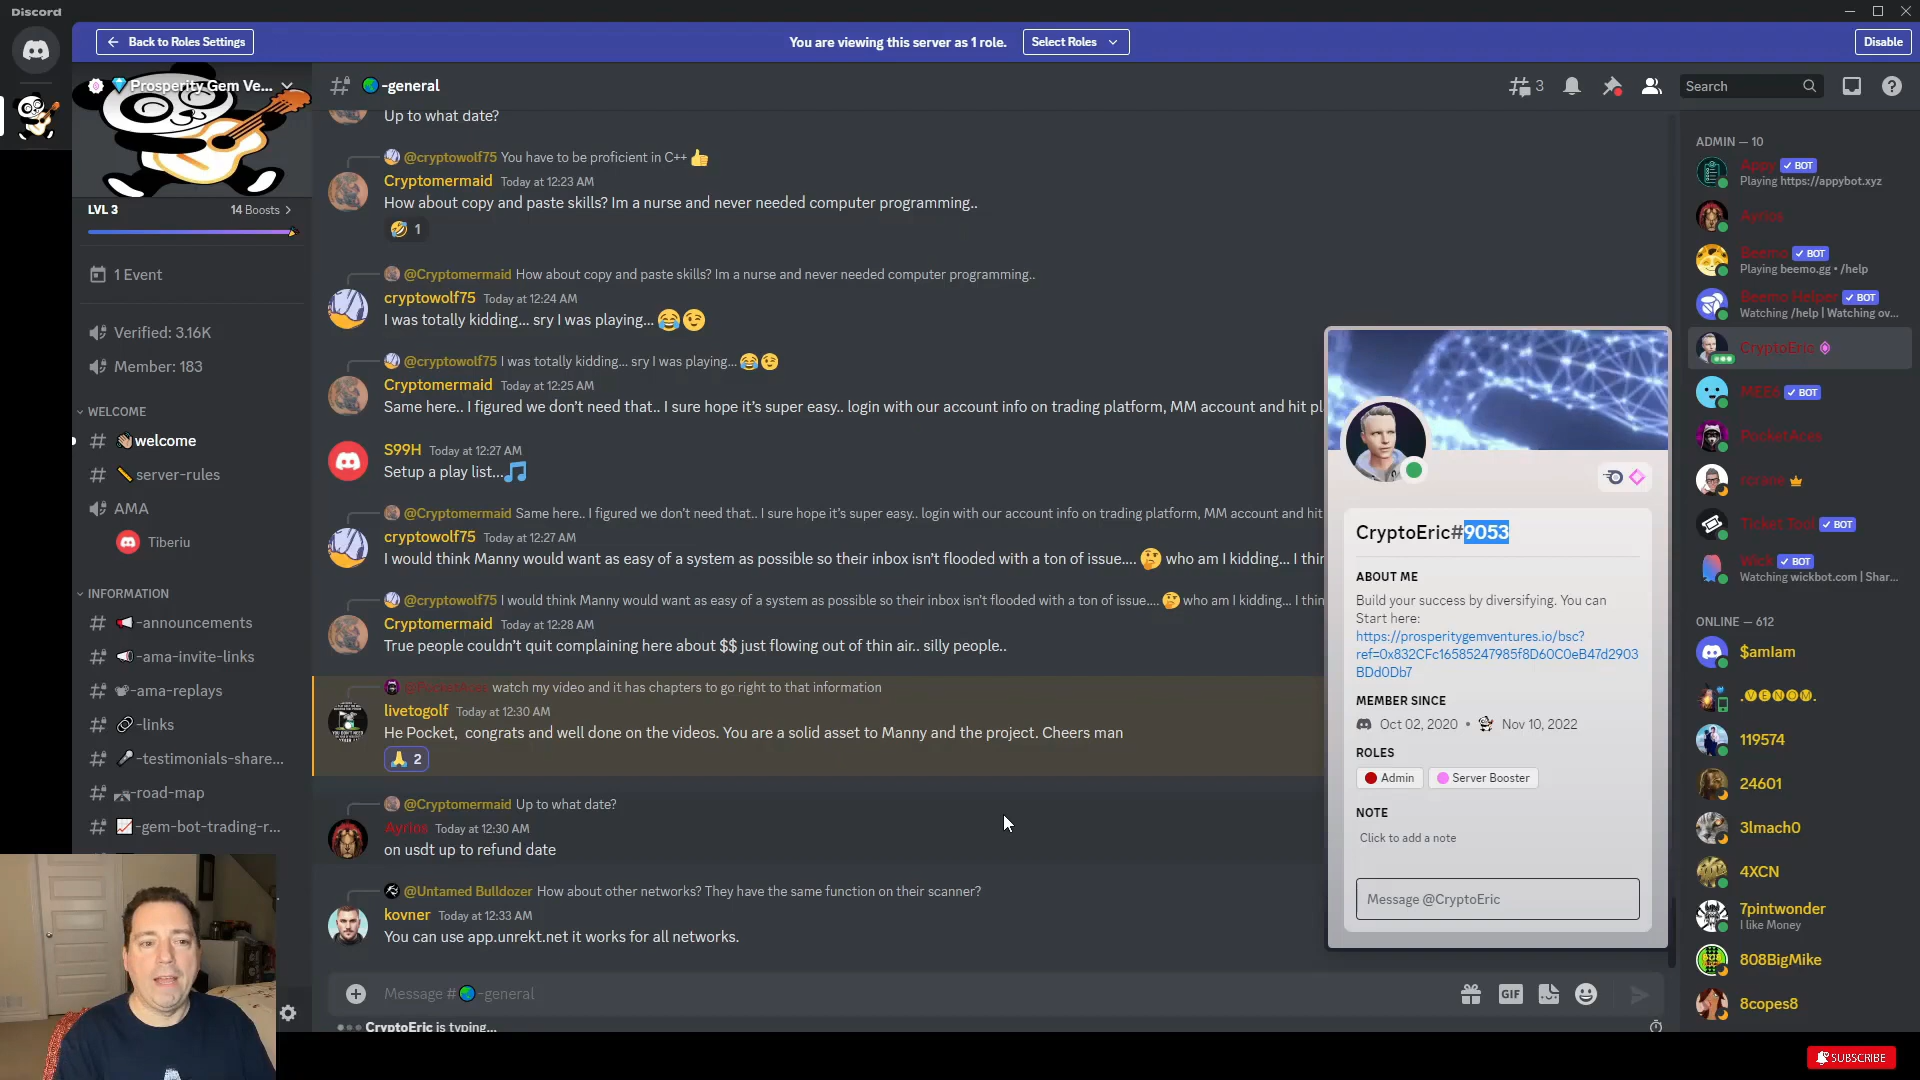 Discord
Back to Roles Settings
You are viewing this server as 1 role.
Select Roles
Disable
Prosperity Gem Ve...
LVL 3
14 Boosts
1 Event
Verified: 3.16K
Member: 183
WELCOME
welcome
server-rules
AMA
Tiberiu
INFORMATION
-announcements
-ama-invite-links
-ama-replays
-links
-testimonials-share...
-road-map
-gem-bot-trading-r...
-general
3
Search
Up to what date?
@cryptowolf75 You have to be proficient in C++ 👍
Cryptomermaid Today at 12:23 AM
How about copy and paste skills? Im a nurse and never needed computer programming..
🤣 1
@Cryptomermaid How about copy and paste skills? Im a nurse and never needed computer programming..
cryptowolf75 Today at 12:24 AM
I was totally kidding... sry I was playing... 😂😉
@cryptowolf75 I was totally kidding... sry I was playing... 😂😉
Cryptomermaid Today at 12:25 AM
Same here.. I figured we don't need that.. I sure hope it's super easy.. login with our account info on trading platform, MM account and hit pl
S99H Today at 12:27 AM
Setup a play list...🎵
@Cryptomermaid Same here.. I figured we don't need that.. I sure hope it's super easy.. login with our account info on trading platform, MM account and hit
cryptowolf75 Today at 12:27 AM
I would think Manny would want as easy of a system as possible so their inbox isn't flooded with a ton of issue.... 🤔 who am I kidding... I thin
@cryptowolf75 I would think Manny would want as easy of a system as possible so their inbox isn't flooded with a ton of issue.... 🤔 who am I kidding... I thin
Cryptomermaid Today at 12:28 AM
True people couldn't quit complaining here about $$ just flowing out of thin air.. silly people..
@PocketAces watch my video and it has chapters to go right to that information
livetogolf Today at 12:30 AM
He Pocket, congrats and well done on the videos. You are a solid asset to Manny and the project. Cheers man
🙏 2
@Cryptomermaid Up to what date?
Ayrios Today at 12:30 AM
on usdt up to refund date
@Untamed Bulldozer How about other networks? They have the same function on their scanner?
kovner Today at 12:33 AM
You can use app.unrekt.net it works for all networks.
Message #🌏-general
GIF
CryptoEric is typing...
CryptoEric#9053
ABOUT ME
Build your success by diversifying. You can
Start here:
https://prosperitygemventures.io/bsc?
ref=0x832CFc16585247985f8D60C0eB47d2903
BDd0Db7
MEMBER SINCE
Oct 02, 2020 • Nov 10, 2022
ROLES
Admin
Server Booster
NOTE
Click to add a note
Message @CryptoEric
ADMIN — 10
Appy BOT
Playing https://appybot.xyz
Ayrios
Beemo BOT
Playing beemo.gg • /help
Beemo Helper BOT
Watching /help | Watching ov...
CryptoEric
MEE6 BOT
PocketAces
rcrane
Ticket Tool BOT
Wick BOT
Watching wickbot.com | Shar...
ONLINE — 612
$amIam
.🅥🅔🅝🅞🅜.
119574
24601
3lmach0
4XCN
7pintwonder
I like Money
808BigMike
8copes8
SUBSCRIBE